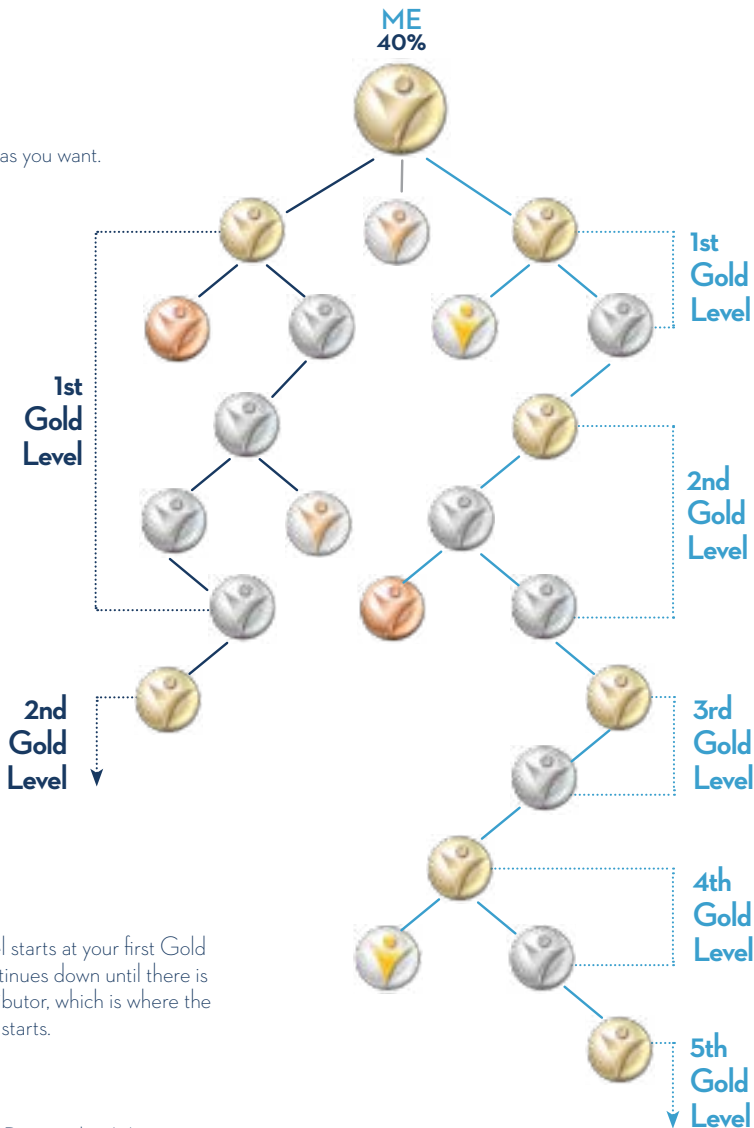 ME
40%
as you want.
1st
Gold
Level
1st
Gold
Level
2nd
Gold
Level
2nd
Gold
Level
3rd
Gold
Level
4th
Gold
Level
l starts at your first Gold
tinues down until there is
butor, which is where the
starts.
5th
Gold
Level